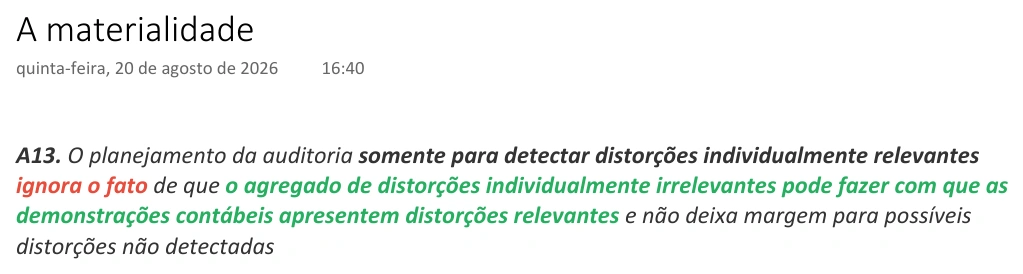 A materialidade
quinta-feira, 20 de agosto de 2026 16:40
A13. O planejamento da auditoria somente para detectar distorções individualmente relevantes
ignora o fato de que o agregado de distorções individualmente irrelevantes pode fazer com que as
demonstrações contábeis apresentem distorções relevantes e não deixa margem para possíveis
distorções não detectadas